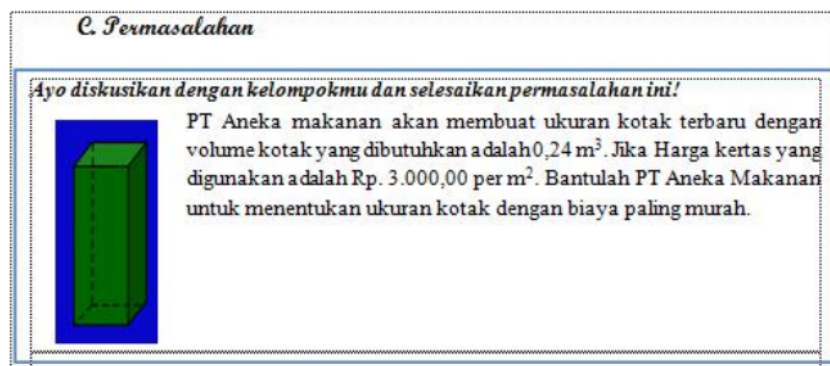 C. Permasalahan
Ayo diskusikan dengan kelompokmu dan selesaikan permasalahan ini!
PT Aneka makanan akan membuat ukuran kotak terbaru dengan
volume kotak yang dibutuhkan adalah 0,24 m³. Jika Harga kertas yang
digunakan adalah Rp. 3.000,00 per m². Bantulah PT Aneka Makanan
untuk menentukan ukuran kotak dengan biaya paling murah.